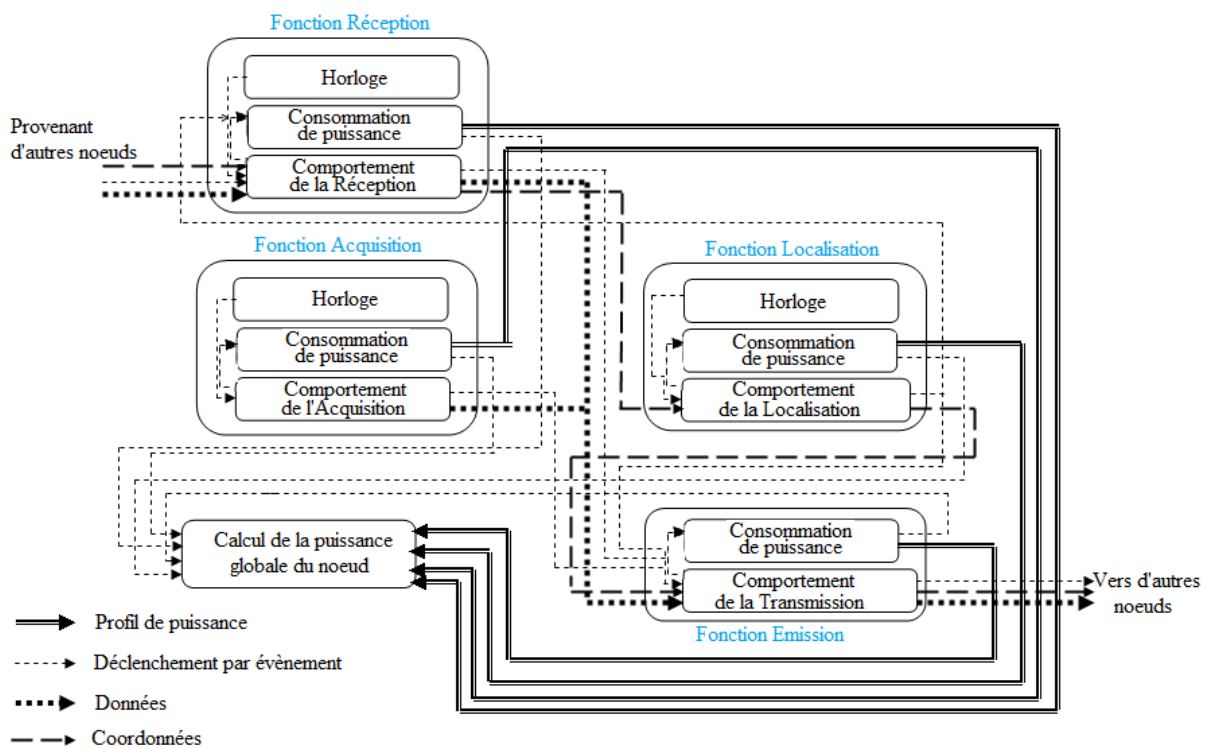 Fonction Réception
Horloge
Consommation
de puissance
Comportement
de la Réception
Provenant
d'autres noeuds
Fonction Acquisition
Horloge
Consommation
de puissance
Comportement
de l'Acquisition
Fonction Localisation
Horloge
Consommation
de puissance
Comportement
de la Localisation
Calcul de la puissance
globale du noeud
Consommation
de puissance
Comportement
de la Transmission
Fonction Emission
Vers d'autres
noeuds
Profil de puissance
Déclenchement par évènement
Données
Coordonnées